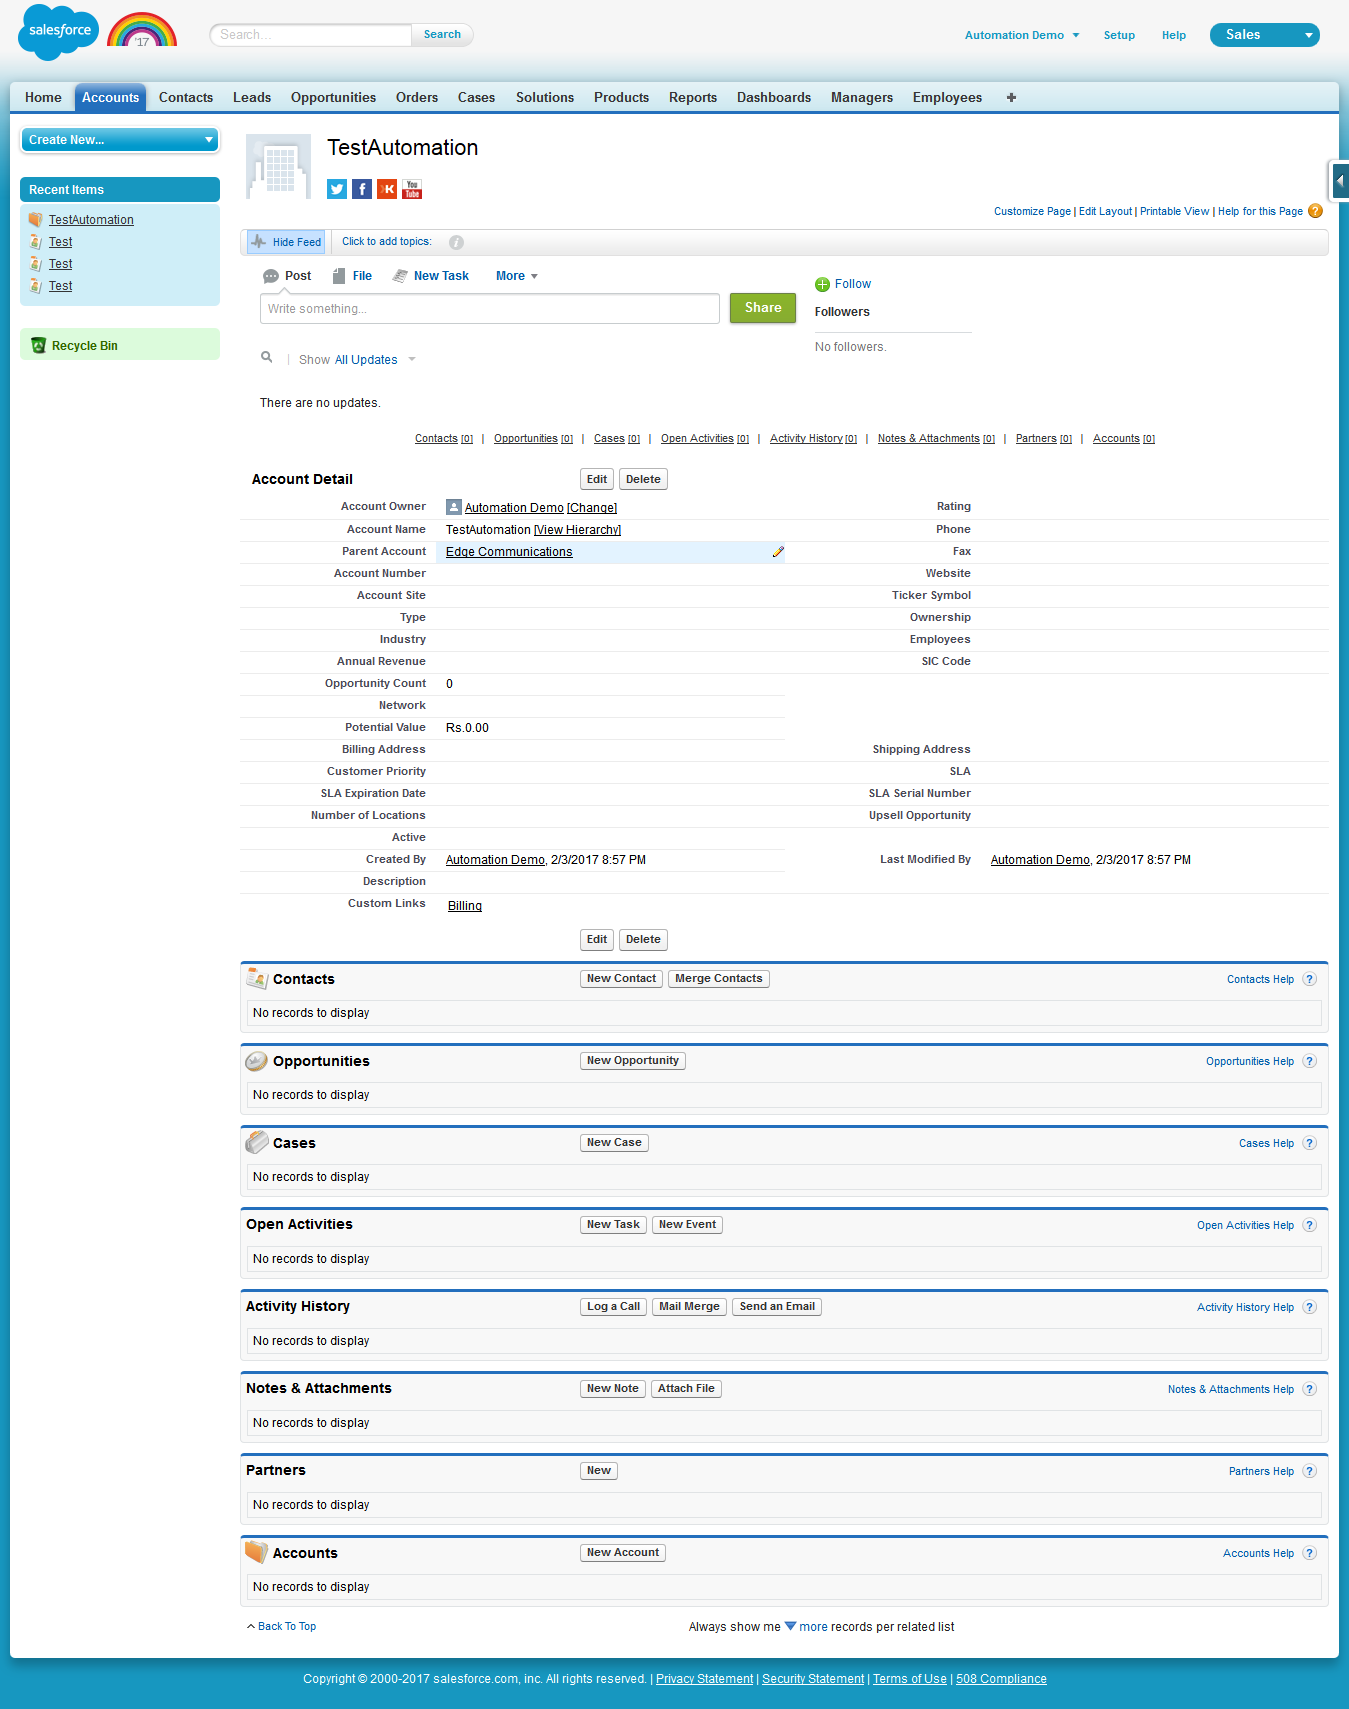 salesforce '17 Search... Search Automation Demo Setup Help Sales
Home Accounts Contacts Leads Opportunities Orders Cases Solutions Products Reports Dashboards Managers Employees +
Create New...
Recent Items
TestAutomation
Test
Test
Test
Recycle Bin
TestAutomation
You Tube
Customize Page | Edit Layout | Printable View | Help for this Page ?
Hide Feed Click to add topics: i
Post File New Task More
Write something... Share
Follow
Followers
No followers.
Show All Updates
There are no updates.
Contacts [0] | Opportunities [0] | Cases [0] | Open Activities [0] | Activity History [0] | Notes & Attachments [0] | Partners [0] | Accounts [0]
Account Detail Edit Delete
Account Owner Automation Demo [Change] Rating
Account Name TestAutomation [View Hierarchy] Phone
Parent Account Edge Communications Fax
Account Number Website
Account Site Ticker Symbol
Type Ownership
Industry Employees
Annual Revenue SIC Code
Opportunity Count 0
Network
Potential Value Rs.0.00
Billing Address Shipping Address
Customer Priority SLA
SLA Expiration Date SLA Serial Number
Number of Locations Upsell Opportunity
Active
Created By Automation Demo, 2/3/2017 8:57 PM Last Modified By Automation Demo, 2/3/2017 8:57 PM
Description
Custom Links Billing
Edit Delete
Contacts New Contact Merge Contacts Contacts Help ?
No records to display
Opportunities New Opportunity Opportunities Help ?
No records to display
Cases New Case Cases Help ?
No records to display
Open Activities New Task New Event Open Activities Help ?
No records to display
Activity History Log a Call Mail Merge Send an Email Activity History Help ?
No records to display
Notes & Attachments New Note Attach File Notes & Attachments Help ?
No records to display
Partners New Partners Help ?
No records to display
Accounts New Account Accounts Help ?
No records to display
Back To Top Always show me more records per related list
Copyright © 2000-2017 salesforce.com, inc. All rights reserved. | Privacy Statement | Security Statement | Terms of Use | 508 Compliance